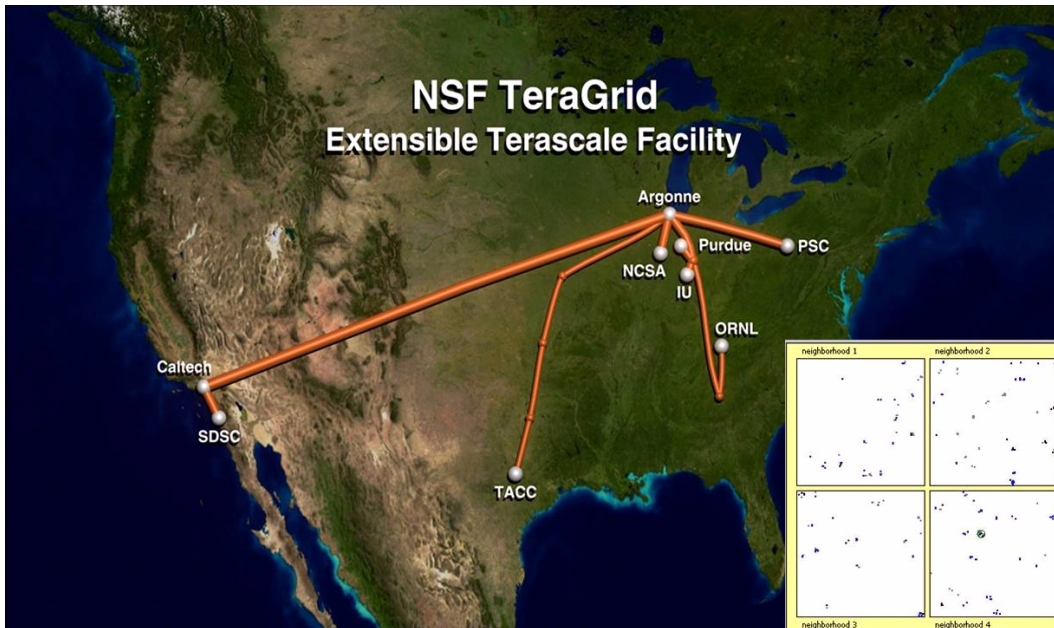 NSF TeraGrid
Extensible Terascale Facility
Argonne
Purdue
PSC
NCSA
IU
ORNL
Caltech
SDSC
TACC
neighborhood 1
neighborhood 2
neighborhood 3
neighborhood 4